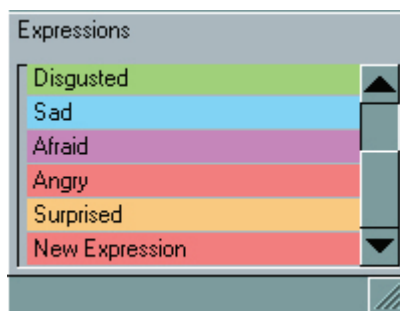 Expressions
Disgusted
Sad
Afraid
Angry
Surprised
New Expression